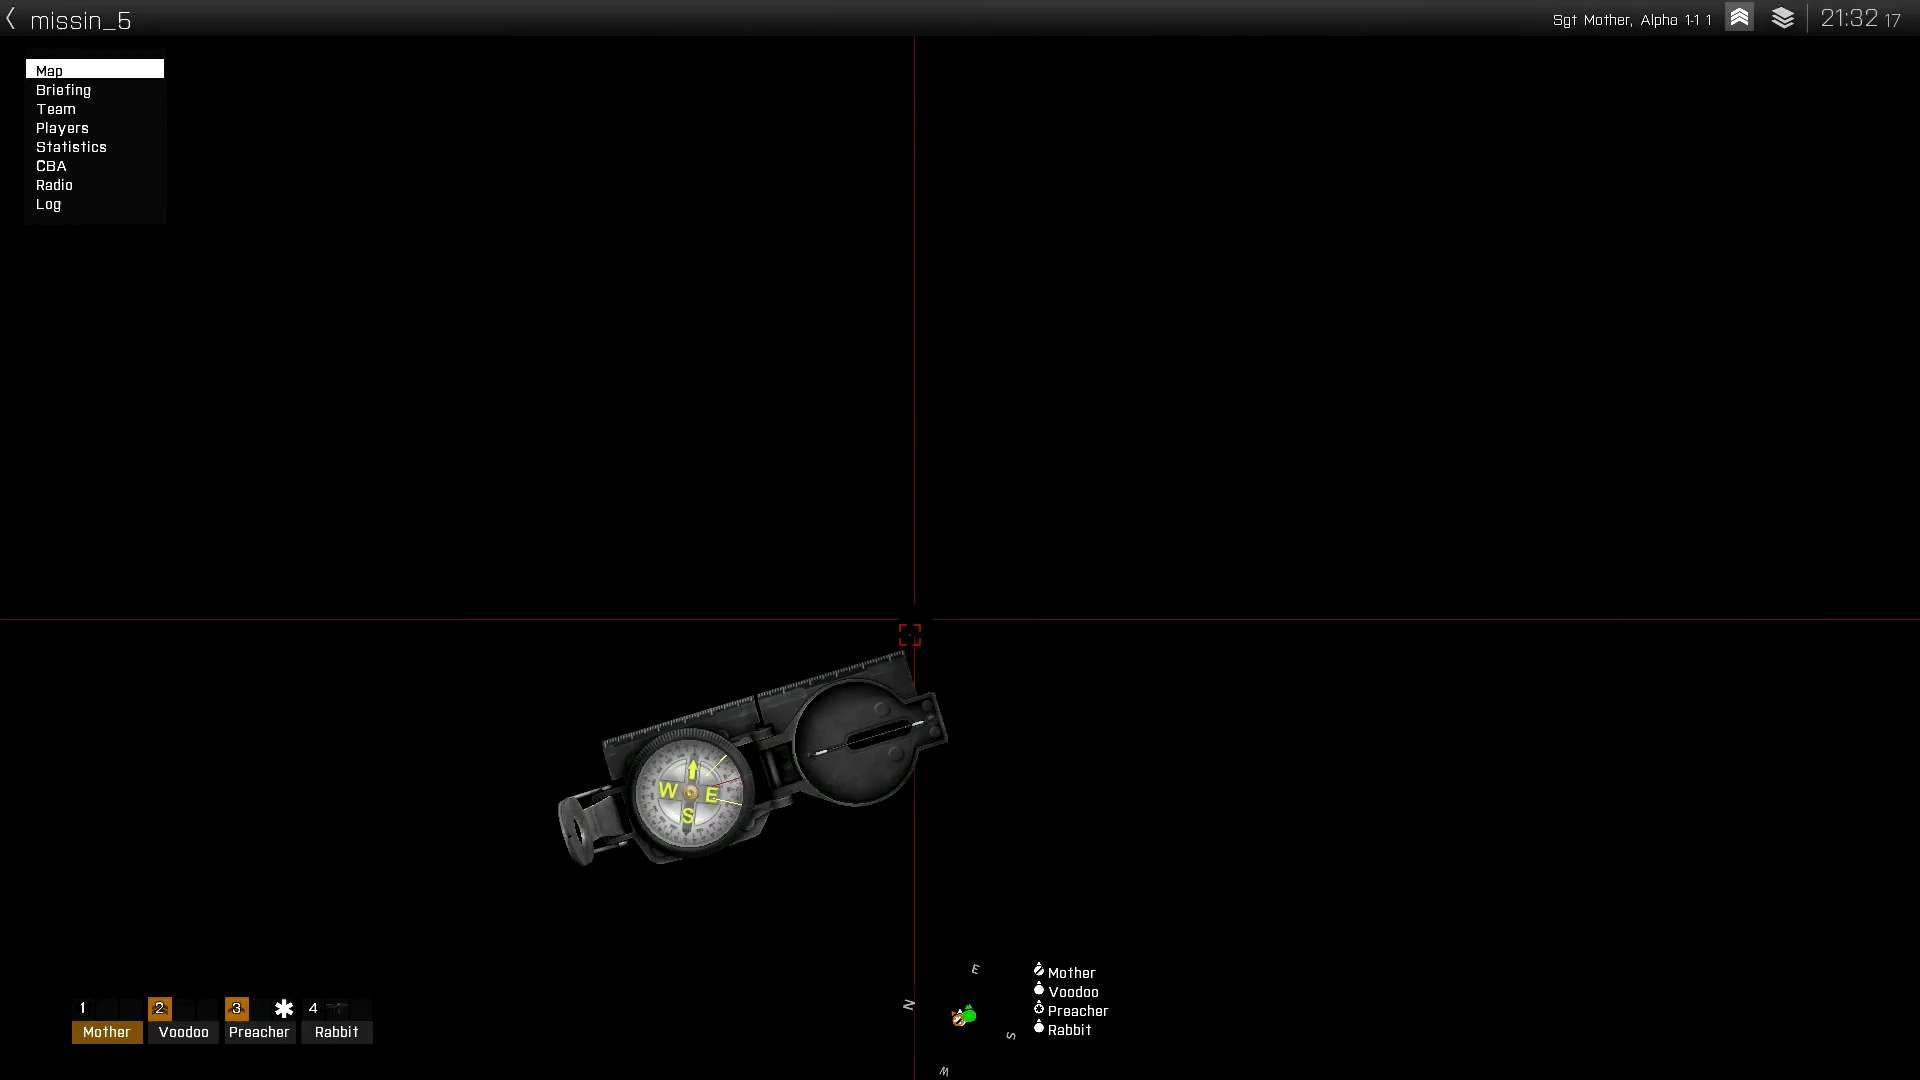 missin_5
Sgt Mother, Alpha 1-1 1
21:32 17
Map
Briefing
Team
Players
Statistics
CBA
Radio
Log
W E
S
E
N
S
W
Mother
Voodoo
Preacher
Rabbit
1 2 3 4
Mother Voodoo Preacher Rabbit